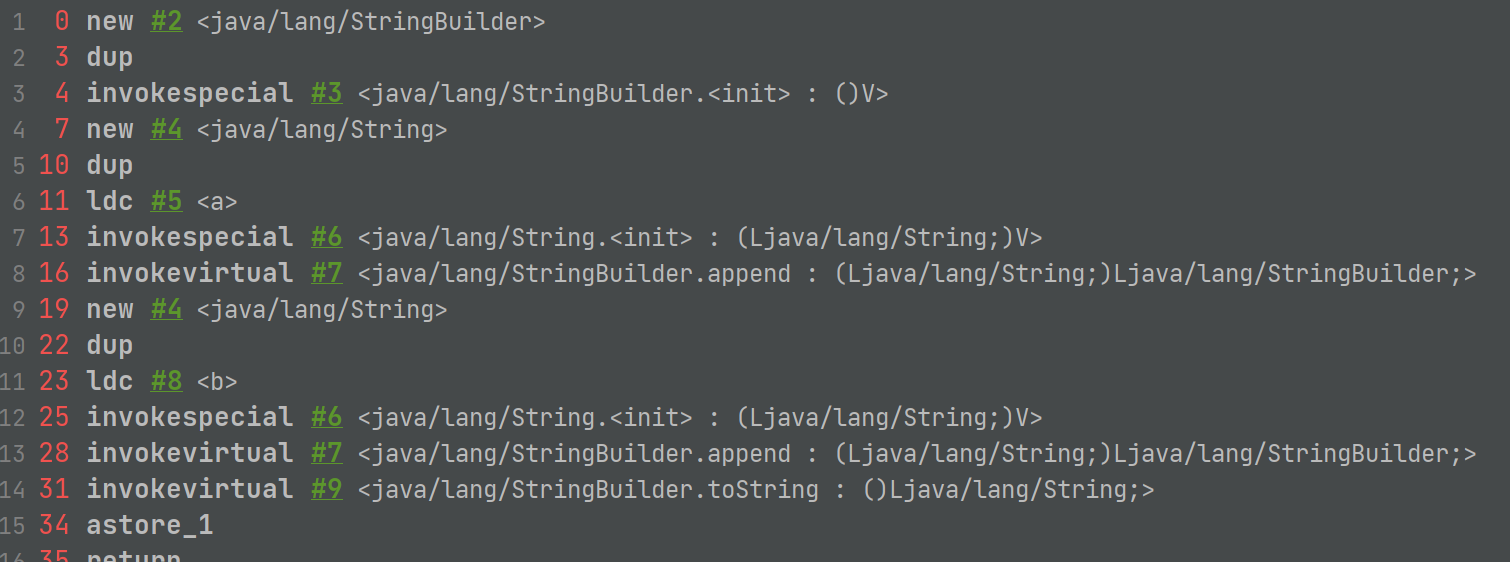 1 0 new #2 <java/lang/StringBuilder>
2 3 dup
3 4 invokespecial #3 <java/lang/StringBuilder.<init> : ()V>
4 7 new #4 <java/lang/String>
5 10 dup
6 11 ldc #5 <a>
7 13 invokespecial #6 <java/lang/String.<init> : (Ljava/lang/String;)V>
8 16 invokevirtual #7 <java/lang/StringBuilder.append : (Ljava/lang/String;)Ljava/lang/StringBuilder;>
9 19 new #4 <java/lang/String>
10 22 dup
11 23 ldc #8 <b>
12 25 invokespecial #6 <java/lang/String.<init> : (Ljava/lang/String;)V>
13 28 invokevirtual #7 <java/lang/StringBuilder.append : (Ljava/lang/String;)Ljava/lang/StringBuilder;>
14 31 invokevirtual #9 <java/lang/StringBuilder.toString : ()Ljava/lang/String;>
15 34 astore_1
16 35 return